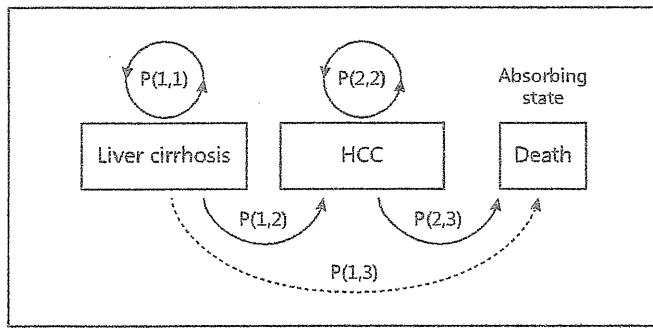 P(1,1)
P(2,2)
Absorbing
state
Liver cirrhosis
HCC
Death
P(1,2)
P(2,3)
P(1,3)